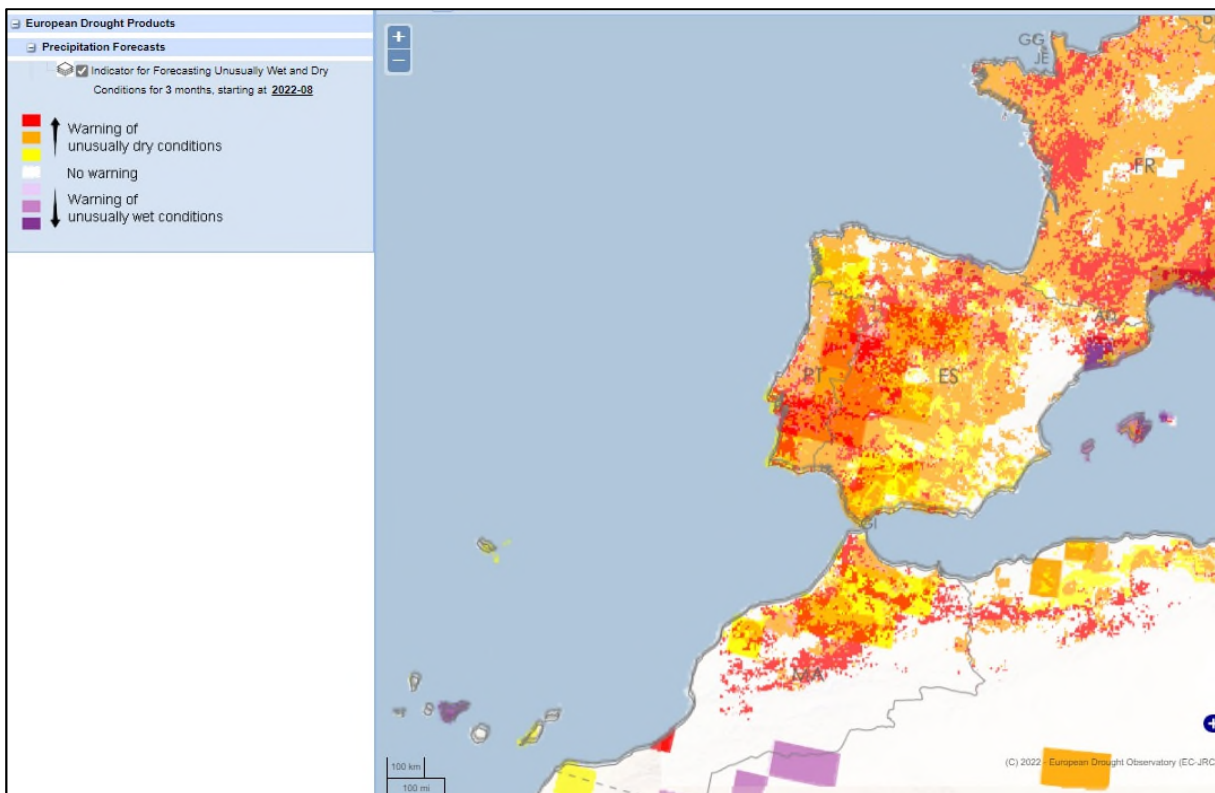 European Drought Products
Precipitation Forecasts
Indicator for Forecasting Unusually Wet and Dry
Conditions for 3 months, starting at 2022-08
Warning of
unusually dry conditions
No warning
Warning of
unusually wet conditions
+
−
GG
JE
B
FR
AD
PT
ES
GI
MA
100 km
100 mi
(C) 2022 - European Drought Observatory (EC-JRC